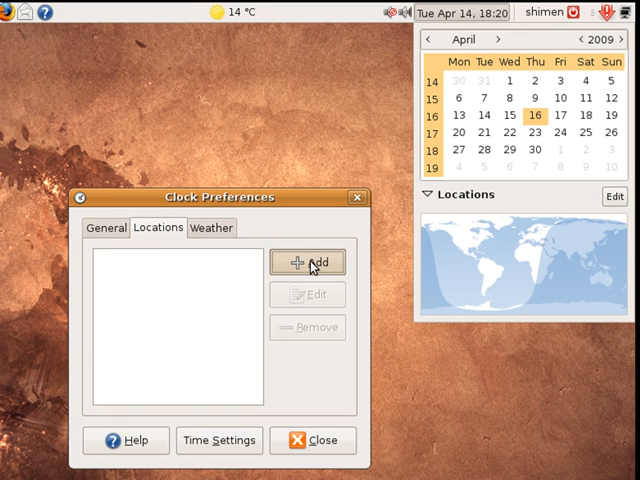 14 °C
Tue Apr 14, 18:20
shimen
April
2009
Mon Tue Wed Thu Fri Sat Sun
14 30 31 1 2 3 4 5
15 6 7 8 9 10 11 12
16 13 14 15 16 17 18 19
17 20 21 22 23 24 25 26
18 27 28 29 30 1 2 3
19 4 5 6 7 8 9 10
Locations
Edit
Clock Preferences
General Locations Weather
Add
Edit
Remove
Help Time Settings Close